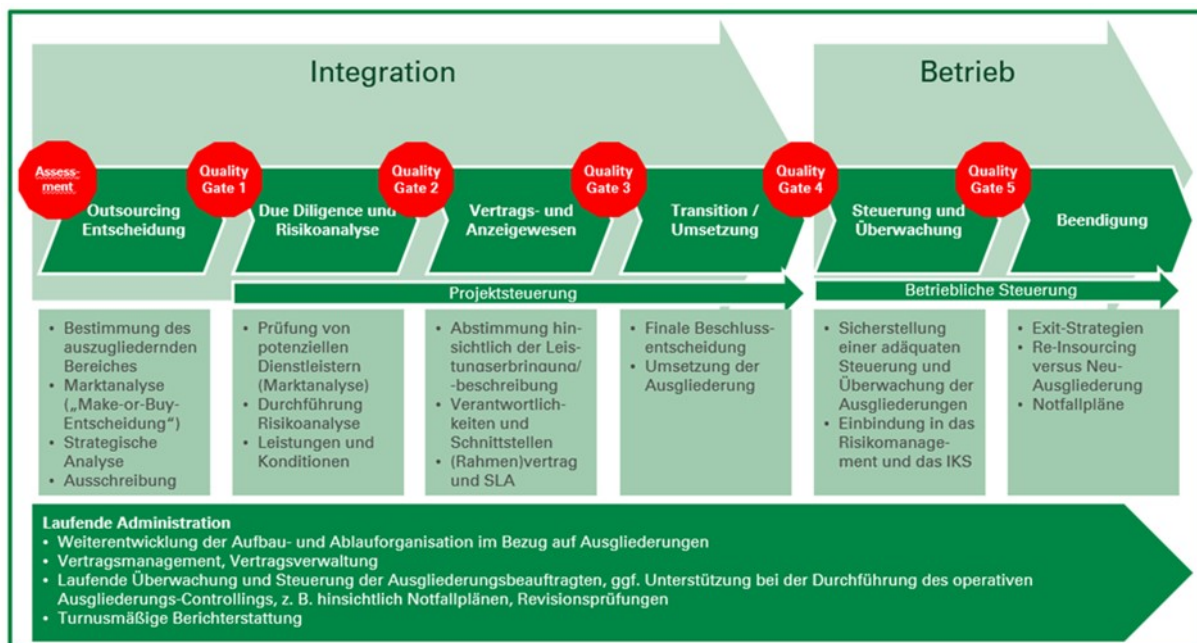 Integration
Betrieb
Assess-
ment
Quality
Gate 1
Quality
Gate 2
Quality
Gate 3
Quality
Gate 4
Quality
Gate 5
Outsourcing
Entscheidung
Due Diligence und
Risikoanalyse
Vertrags- und
Anzeigewesen
Transition /
Umsetzung
Steuerung und
Überwachung
Beendigung
Projektsteuerung
Betriebliche Steuerung
• Bestimmung des
auszugliedernden
Bereiches
• Marktanalyse
(„Make-or-Buy-
Entscheidung“)
• Strategische
Analyse
• Ausschreibung
• Prüfung von
potenziellen
Dienstleistern
(Marktanalyse)
• Durchführung
Risikoanalyse
• Leistungen und
Konditionen
• Abstimmung hin-
sichtlich der Leis-
tungserbringung/
-beschreibung
• Verantwortlich-
keiten und
Schnittstellen
• (Rahmen)vertrag
und SLA
• Finale Beschluss-
entscheidung
• Umsetzung der
Ausgliederung
• Sicherstellung
einer adäquaten
Steuerung und
Überwachung der
Ausgliederungen
• Einbindung in das
Risikomanage-
ment und das IKS
• Exit-Strategien
• Re-Insourcing
versus Neu-
Ausgliederung
• Notfallpläne
Laufende Administration
• Weiterentwicklung der Aufbau- und Ablauforganisation im Bezug auf Ausgliederungen
• Vertragsmanagement, Vertragsverwaltung
• Laufende Überwachung und Steuerung der Ausgliederungsbeauftragten, ggf. Unterstützung bei der Durchführung des operativen
Ausgliederungs-Controllings, z. B. hinsichtlich Notfallplänen, Revisionsprüfungen
• Turnusmäßige Berichterstattung